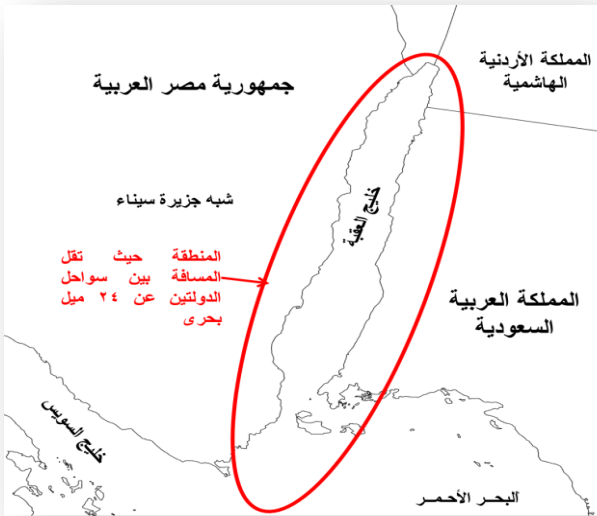 المملكة الأردنية
الهاشمية
جمهورية مصر العربية
خليج العقبة
شبه جزيرة سيناء
المنطقة حيث تقل
المسافة بين سواحل
الدولتين عن ٢٤ ميل
بحرى
المملكة العربية
السعودية
خليج السويس
البحر الأحمر